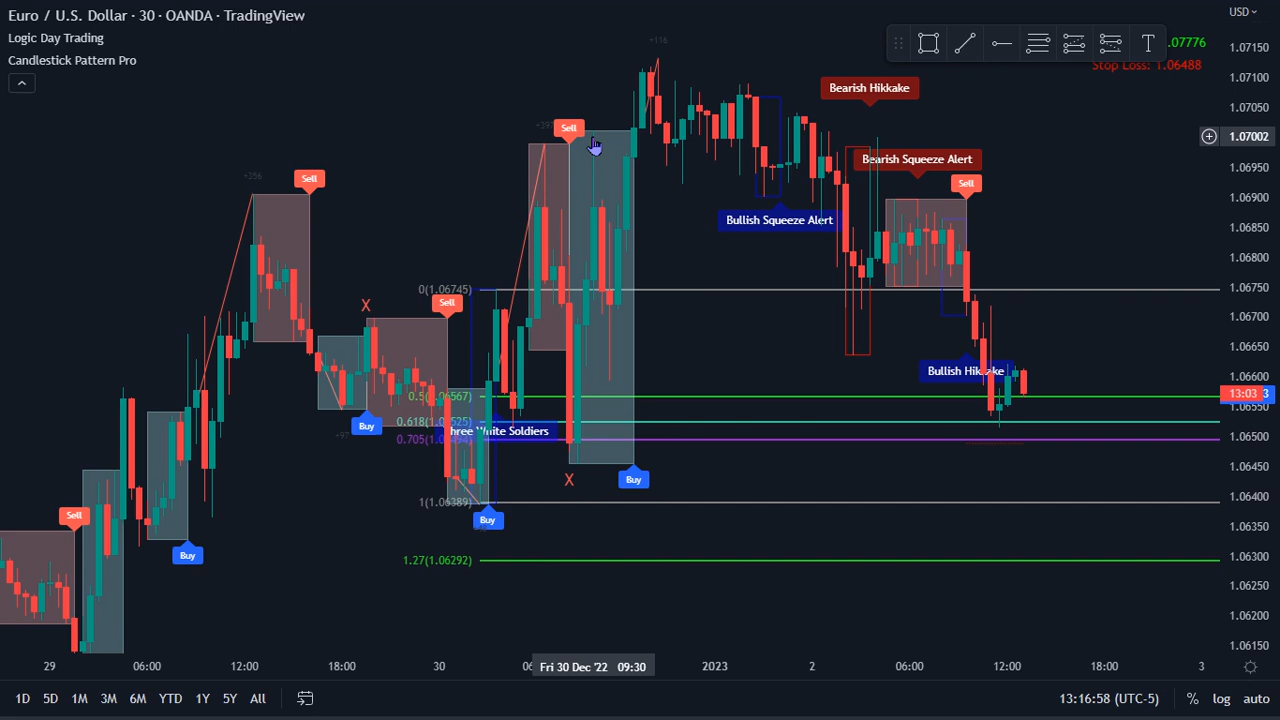 Euro / U.S. Dollar · 30 · OANDA · TradingView
USD
Logic Day Trading
Candlestick Pattern Pro
T
1.07776
Stop Loss: 1.06488
+116
1.07150
1.07100
1.07050
1.07002
1.06950
1.06900
1.06850
1.06800
1.06750
1.06700
1.06650
1.06600
13:03
3
1.06550
1.06500
1.06450
1.06400
1.06350
1.06300
1.06250
1.06200
1.06150
Bearish Hikkake
Bearish Squeeze Alert
Sell
Sell
Sell
Sell
Sell
+356
Bullish Squeeze Alert
0(1.06745)
X
Bullish Hikkake
0.5(1.06567)
Buy
+97
Three White Soldiers
1(1.06389)
X
Buy
Buy
Buy
1.27(1.06292)
29
06:00
12:00
18:00
30
Fri 30 Dec '22 09:30
2023
2
06:00
12:00
18:00
3
1D
5D
1M
3M
6M
YTD
1Y
5Y
All
13:16:58 (UTC-5)
%
log
auto